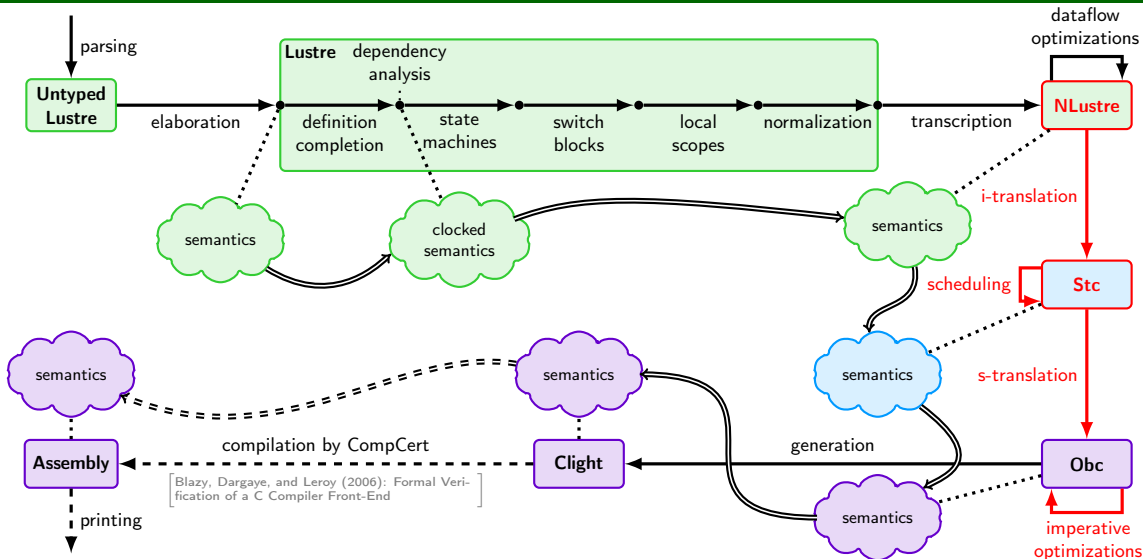 dataflow
optimizations
parsing
Lustre
dependency
analysis
Untyped
Lustre
NLustre
elaboration
definition
completion
state
machines
switch
blocks
local
scopes
normalization
transcription
i-translation
semantics
clocked
semantics
semantics
scheduling
Stc
semantics
semantics
semantics
s-translation
compilation by CompCert
generation
Assembly
Clight
Obc
Blazy, Dargaye, and Leroy (2006): Formal Veri-
fication of a C Compiler Front-End
printing
semantics
imperative
optimizations